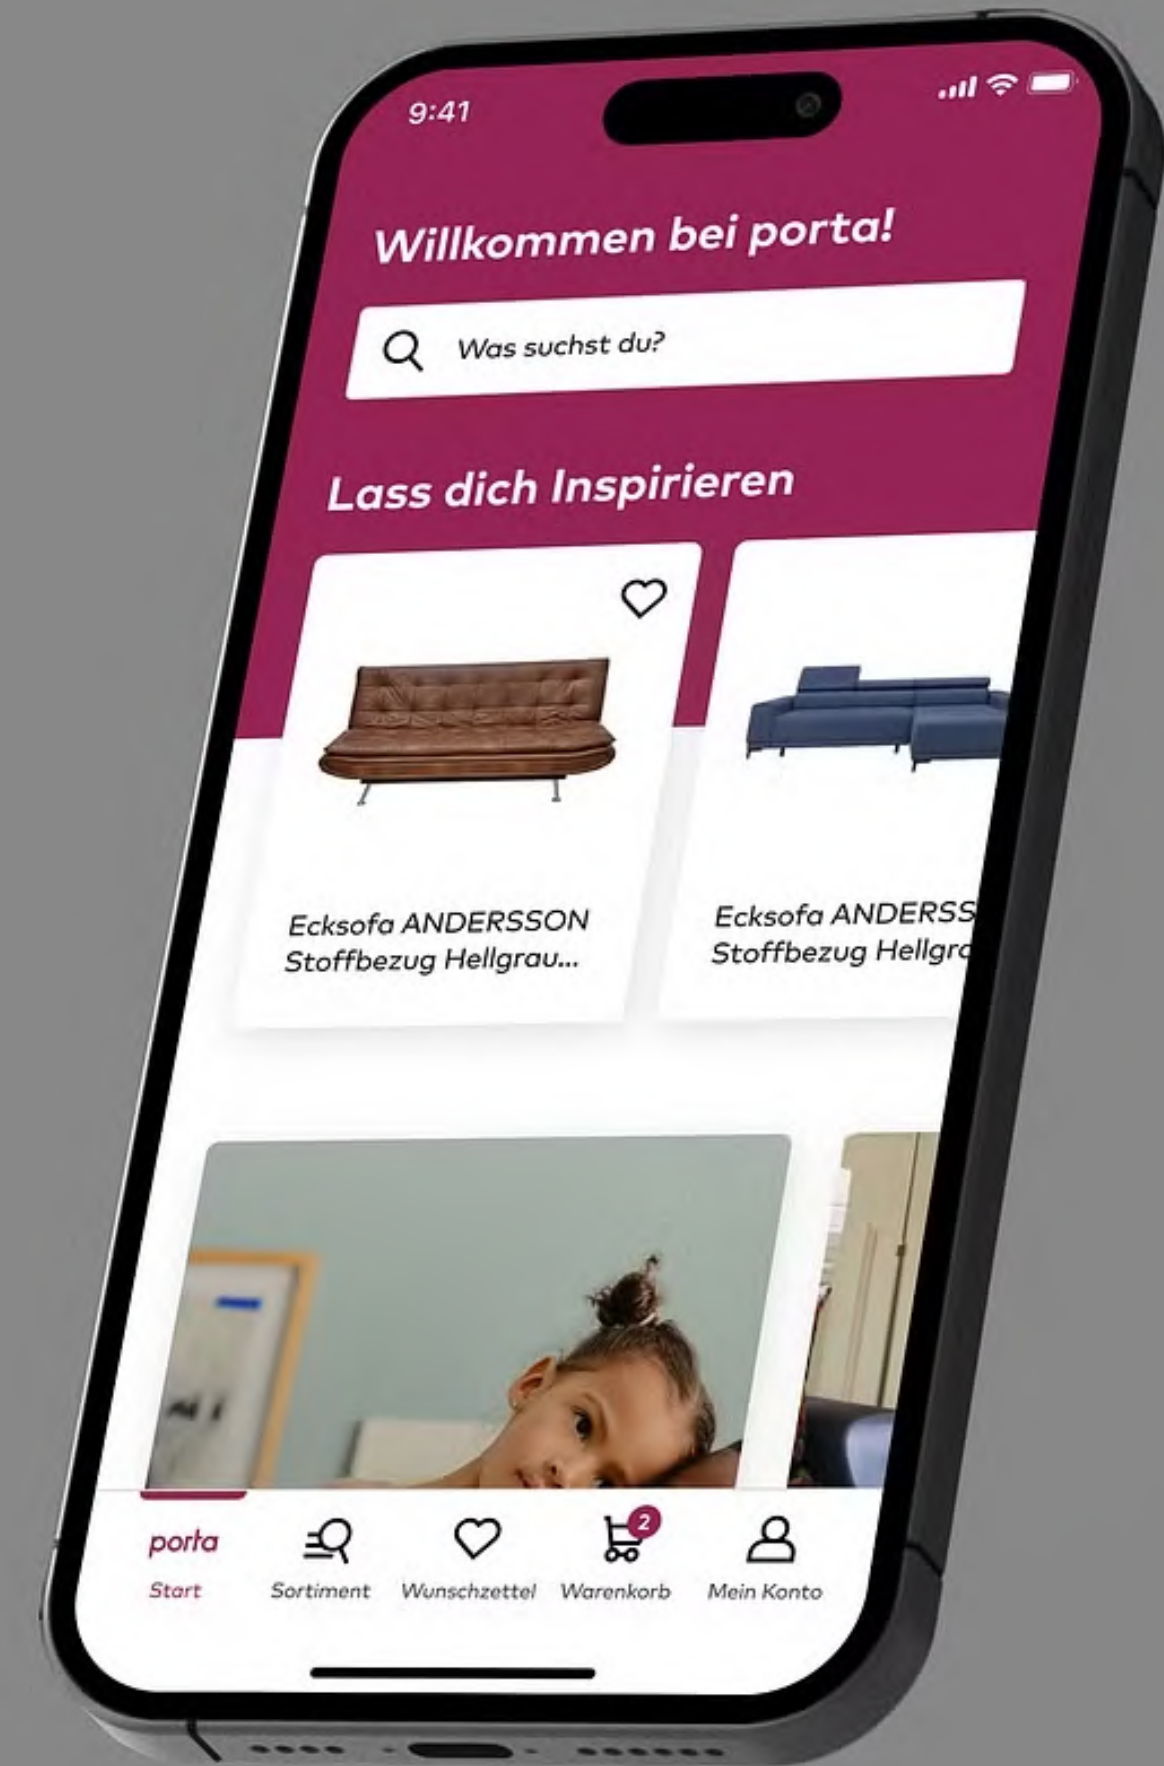 9:41
Willkommen bei porta!
Was suchst du?
Lass dich Inspirieren
Ecksofa ANDERSSON
Stoffbezug Hellgrau...
Ecksofa ANDERSS
Stoffbezug Hellgra
porta
Start
Sortiment
Wunschzettel
2
Warenkorb
Mein Konto